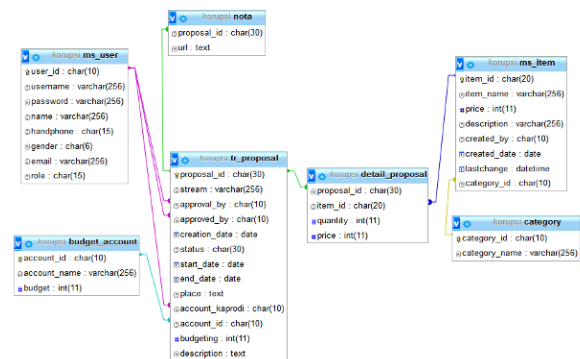 korupsi nota
proposal_id : char(30)
url : text
korupsi ms_user
user_id : char(10)
username : varchar(256)
password : varchar(256)
name : varchar(256)
handphone : char(15)
gender : char(6)
email : varchar(256)
role : char(15)
korupsi ms_item
item_id : char(20)
item_name : varchar(256)
price : int(11)
description : varchar(256)
created_by : char(10)
created_date : date
lastchange : datetime
category_id : char(10)
korupsi tr_proposal
proposal_id : char(30)
stream : varchar(256)
approval_by : char(10)
approved_by : char(10)
creation_date : date
status : char(30)
start_date : date
end_date : date
place : text
account_kaprodi : char(10)
account_id : char(10)
budgeting : int(11)
description : text
korupsi detail_proposal
proposal_id : char(30)
item_id : char(20)
quantity : int(11)
price : int(11)
korupsi category
category_id : char(10)
category_name : varchar(256)
korupsi budget_account
account_id : char(10)
account_name : varchar(256)
budget : int(11)